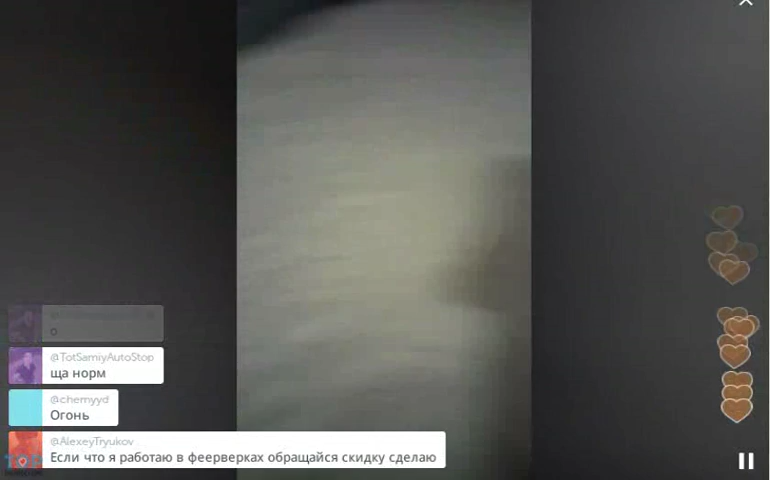 о
@TotSamiyAutoStop
ща норм
@chernyyd
Огонь
@AlexeyTryukov
Если что я работаю в феерверках обращайся скидку сделаю